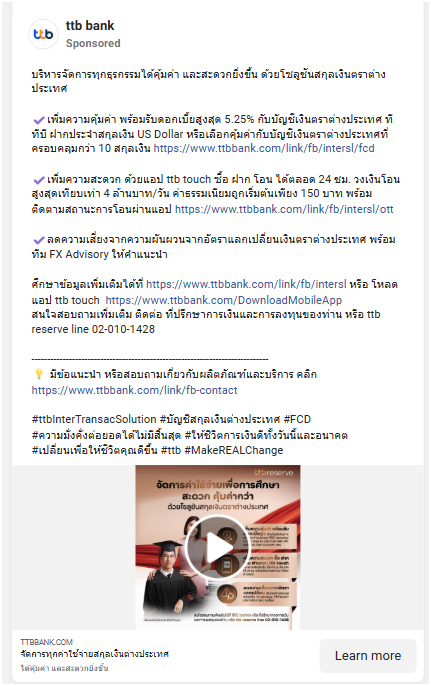 ttb bank
Sponsored
บริหารจัดการทุกธุรกรรมได้คุ้มค่า และสะดวกยิ่งขึ้น ด้วยโซลูชันสกุลเงินตราต่าง
ประเทศ
✔เพิ่มความคุ้มค่า พร้อมรับดอกเบี้ยสูงสุด 5.25% กับบัญชีเงินตราต่างประเทศ ที
ทีบี ฝากประจำสกุลเงิน US Dollar หรือเลือกคุ้มค่ากับบัญชีเงินตราต่างประเทศที่
ครอบคลุมกว่า 10 สกุลเงิน https://www.ttbbank.com/link/fb/intersl/fcd
✔เพิ่มความสะดวก ด้วยแอป ttb touch ซื้อ ฝาก โอน ได้ตลอด 24 ชม. วงเงินโอน
สูงสุดเทียบเท่า 4 ล้านบาท/วัน ค่าธรรมเนียมถูกเริ่มต้นเพียง 150 บาท พร้อม
ติดตามสถานะการโอนผ่านแอป https://www.ttbbank.com/link/fb/intersl/ott
✔ลดความเสี่ยงจากความผันผวนจากอัตราแลกเปลี่ยนเงินตราต่างประเทศ พร้อม
ทีม FX Advisory ให้คำแนะนำ
ศึกษาข้อมูลเพิ่มเติมได้ที่ https://www.ttbbank.com/link/fb/intersl หรือ โหลด
แอป ttb touch https://www.ttbbank.com/DownloadMobileApp
สนใจสอบถามเพิ่มเติม ติดต่อ ที่ปรึกษาการเงินและการลงทุนของท่าน หรือ ttb
reserve line 02-010-1428
💡 มีข้อแนะนำ หรือสอบถามเกี่ยวกับผลิตภัณฑ์และบริการ คลิก
https://www.ttbbank.com/link/fb-contact
#ttbInterTransacSolution #บัญชีสกุลเงินต่างประเทศ #FCD
#ความมั่งคั่งต่อยอดได้ไม่มีสิ้นสุด #ให้ชีวิตการเงินดีทั้งวันนี้และอนาคต
#เปลี่ยนเพื่อให้ชีวิตคุณดีขึ้น #ttb #MakeREALChange
ttb reserve
จัดการค่าใช้จ่ายเพื่อการศึกษา
สะดวก คุ้มค่ากว่า
ด้วยโซลูชันสกุลเงินตราต่างประเทศ
TTBBANK.COM
จัดการทุกค่าใช้จ่ายสกุลเงินต่างประเทศ
ได้คุ้มค่า และสะดวกยิ่งขึ้น
Learn more